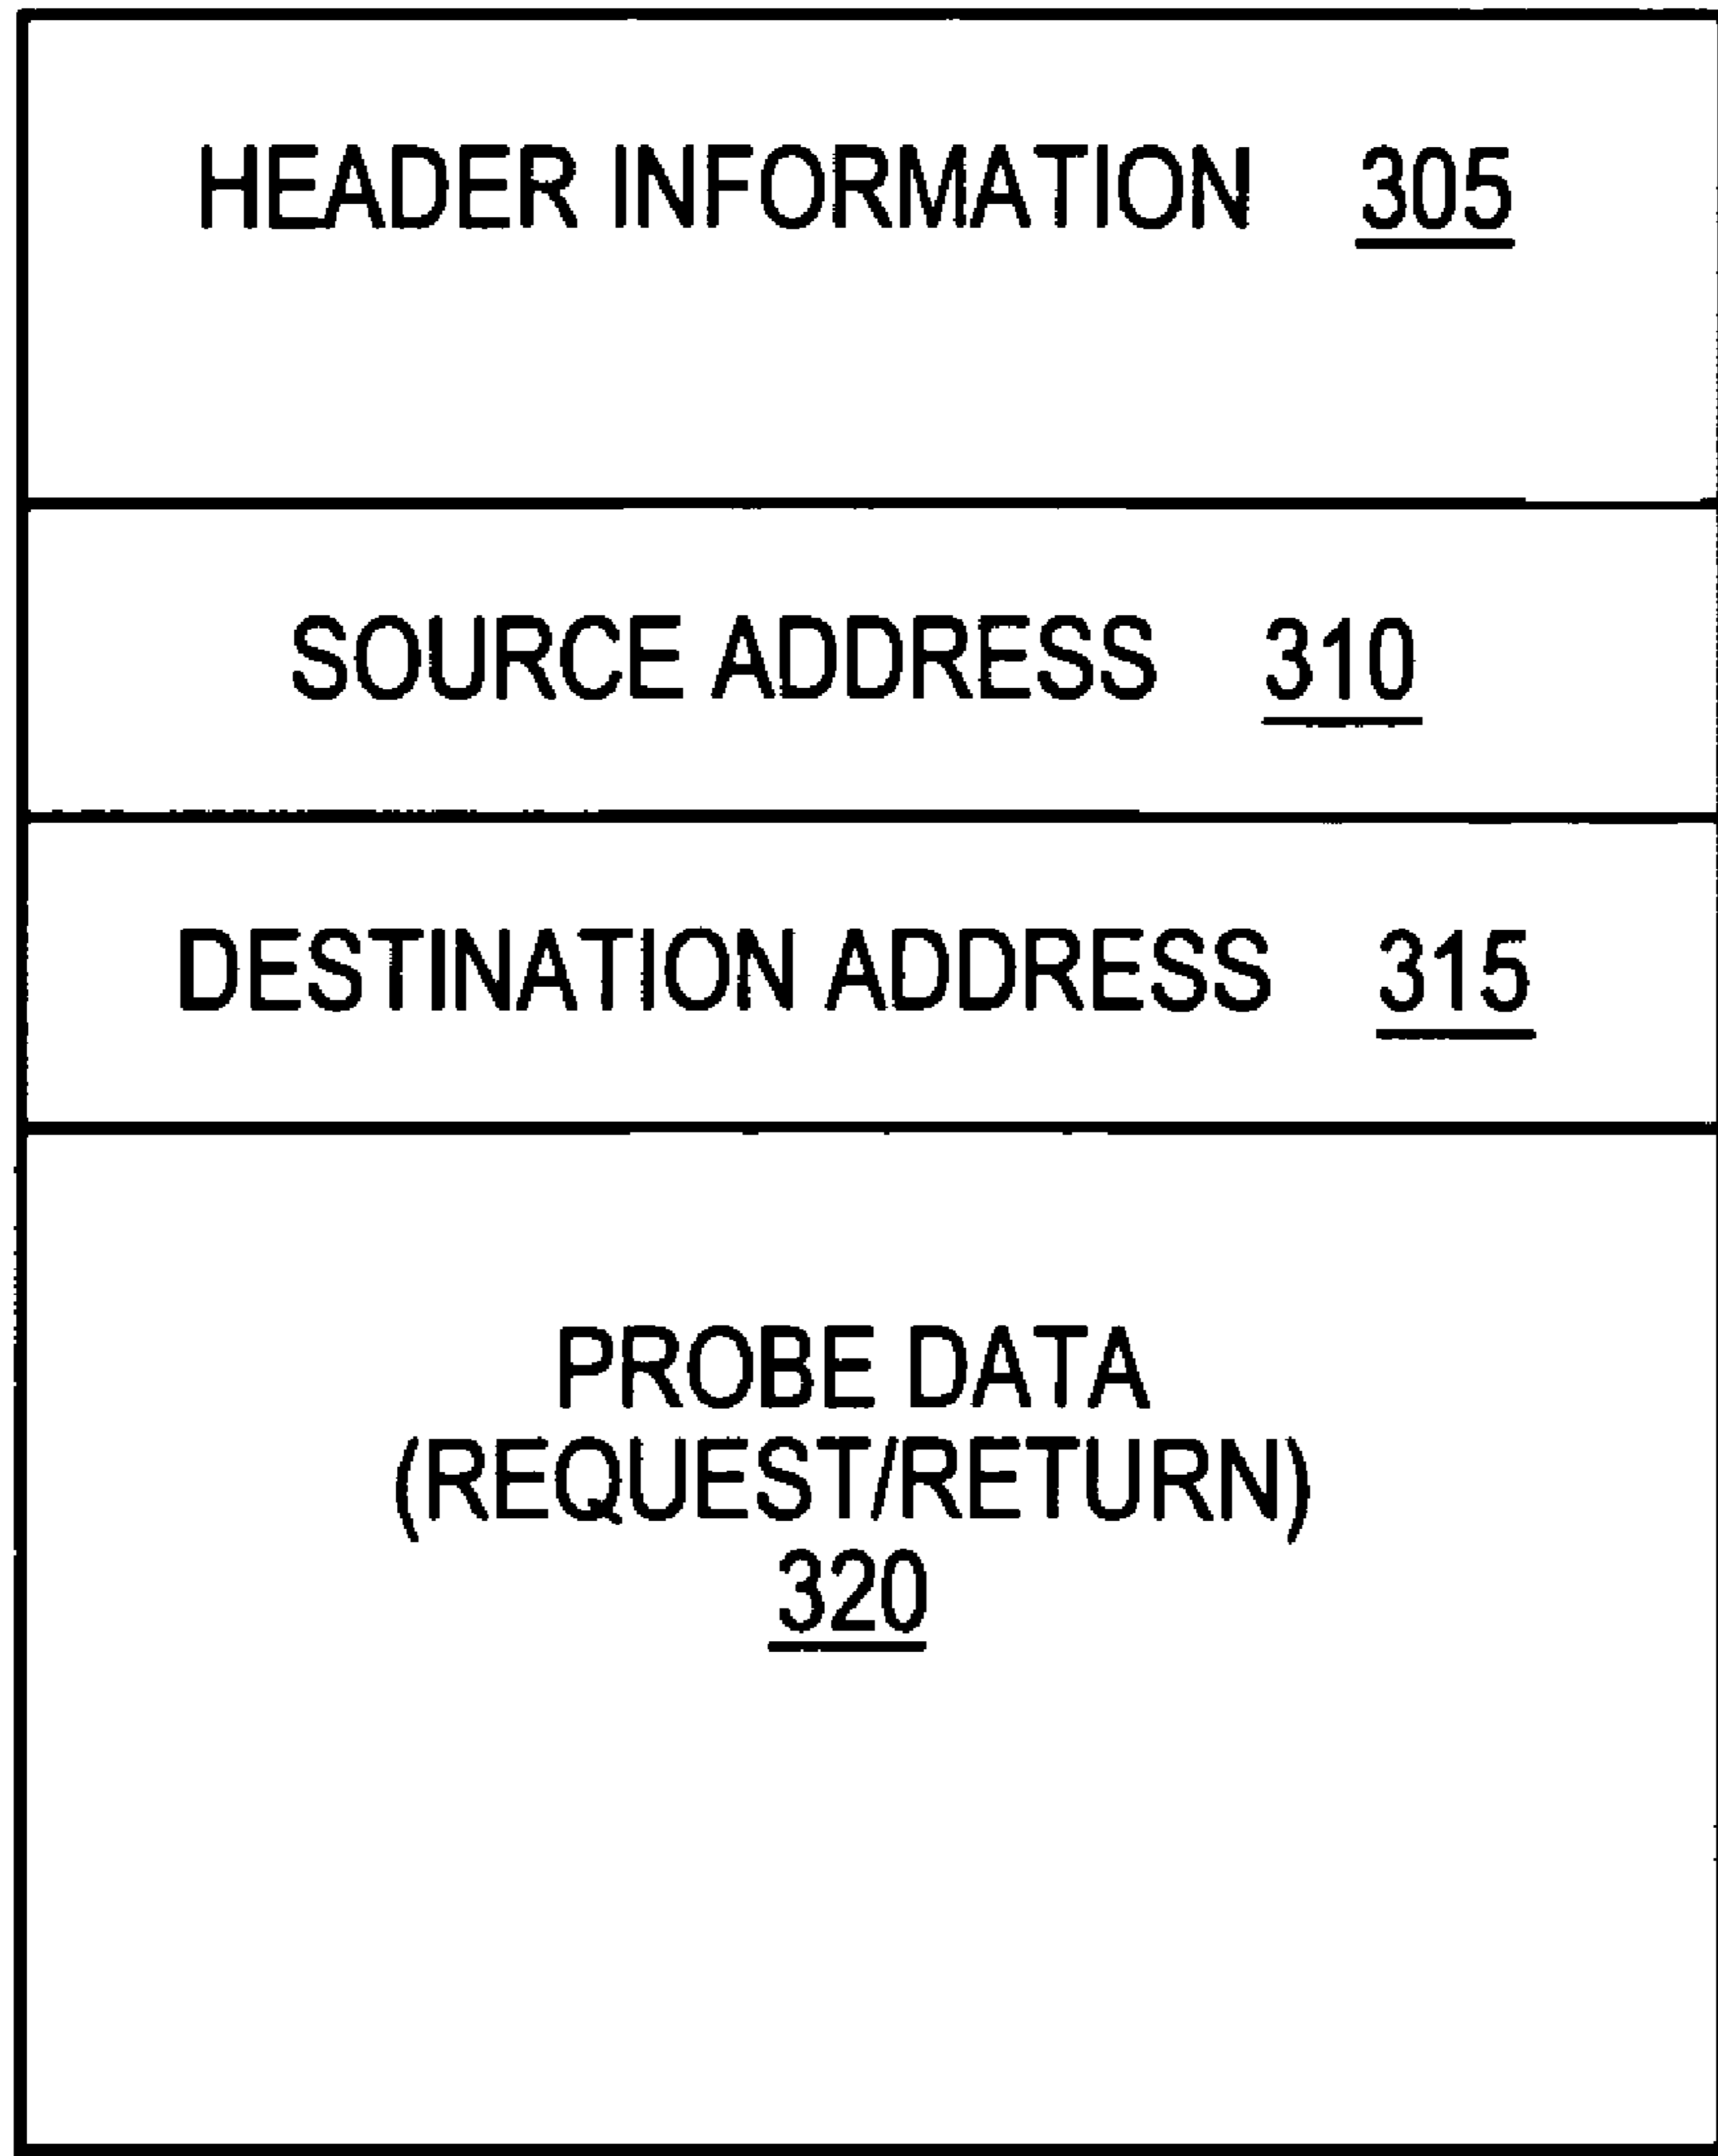 HEADER INFORMATION 305
SOURCE ADDRESS 310
DESTINATION ADDRESS 315
PROBE DATA
(REQUEST/RETURN)
320